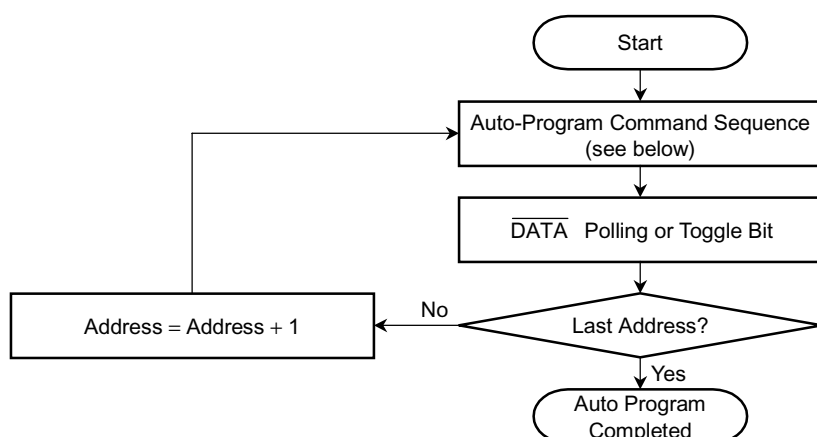 Start
Auto-Program Command Sequence
(see below)
D̅A̅T̅A̅ Polling or Toggle Bit
Address = Address + 1
No
Last Address?
Yes
Auto Program
Completed